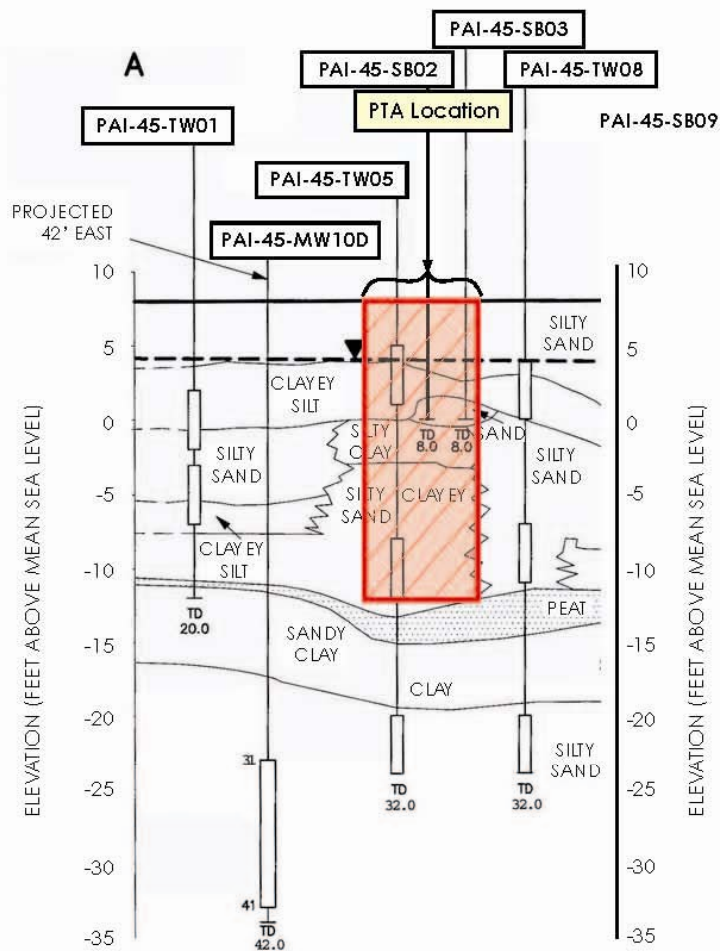 PAI-45-SB03
A
PAI-45-SB02
PAI-45-TW08
PTA Location
PAI-45-SB09
PAI-45-TW01
PAI-45-TW05
PROJECTED
42' EAST
PAI-45-MW10D
10
10
SILTY
SAND
5
5
CLAYEY
SILT
0
0
SILTY
CLAY
TD
8.0
TD
8.0
SAND
SILTY
SAND
SILTY
SAND
-5
-5
SILTY
SAND
CLAYEY
CLAYEY
SILT
-10
-10
PEAT
TD
20.0
SANDY
CLAY
-15
-15
CLAY
-20
-20
SILTY
SAND
31
TD
32.0
TD
32.0
-25
-25
-30
-30
41
TD
42.0
-35
-35
ELEVATION (FEET ABOVE MEAN SEA LEVEL)
ELEVATION (FEET ABOVE MEAN SEA LEVEL)